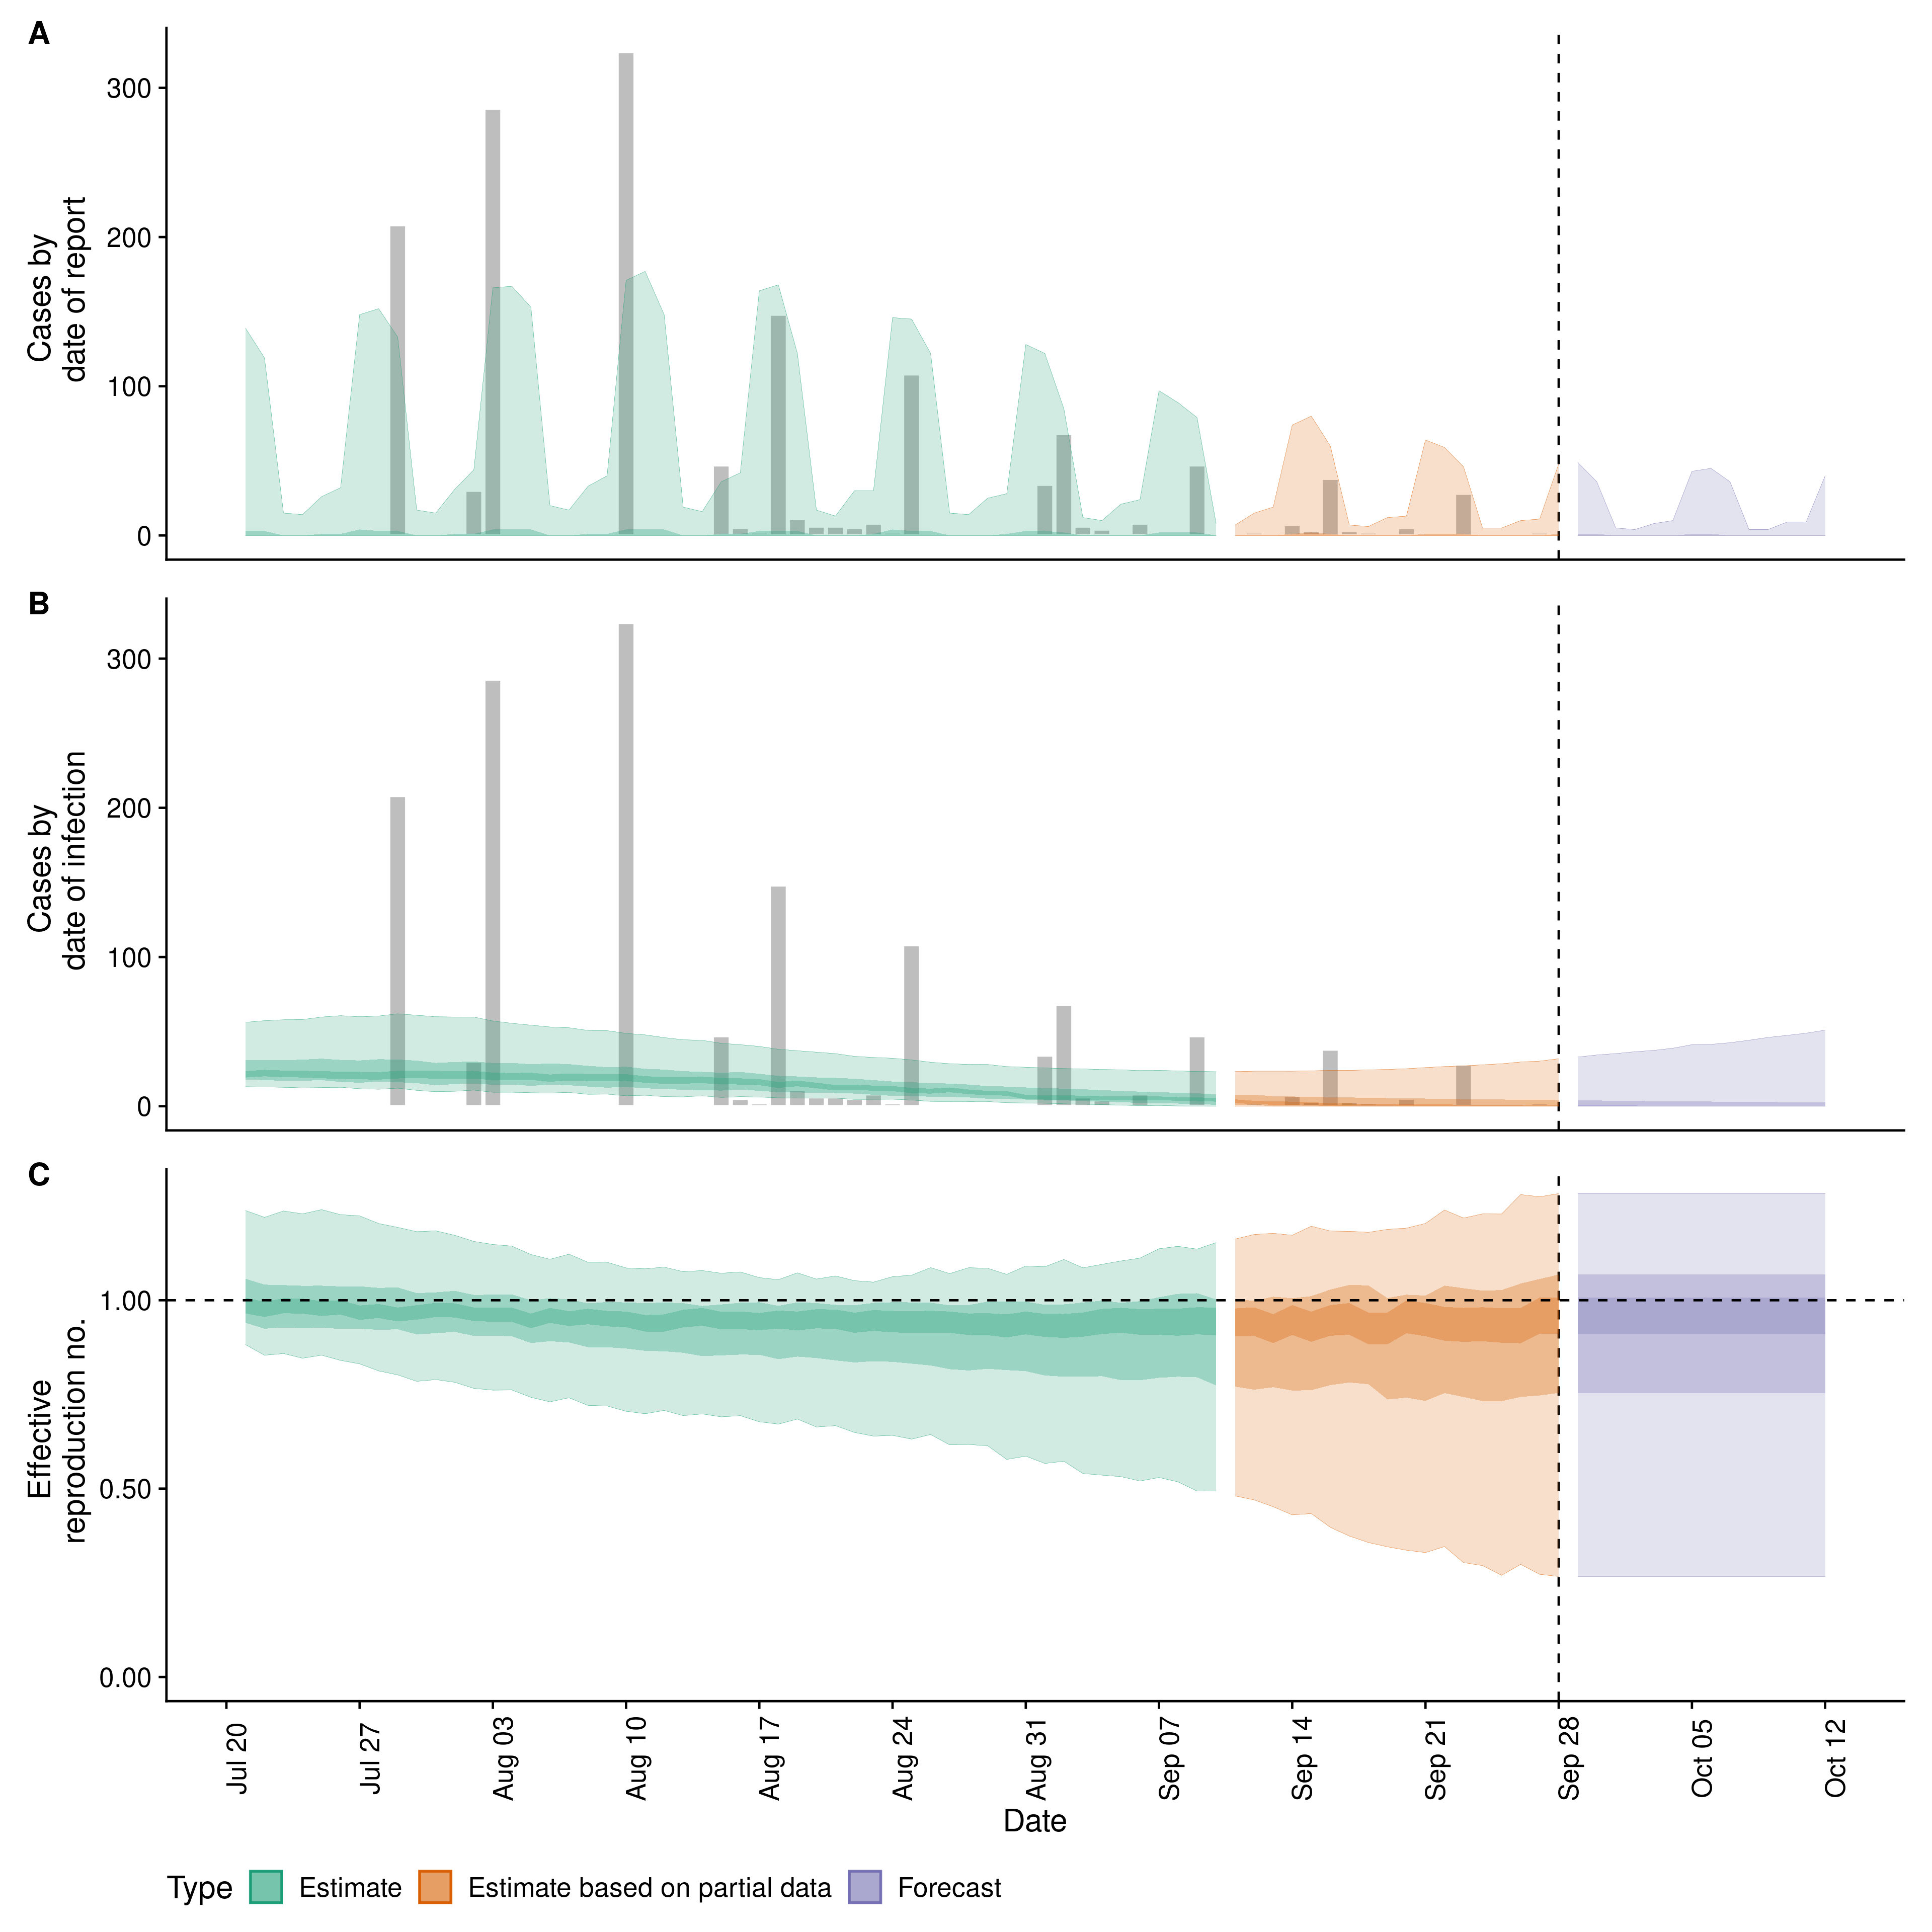 A
Cases by
date of report
300
200
100
0
B
Cases by
date of infection
300
200
100
0
C
Effective
reproduction no.
1.00
0.50
0.00
Jul 20
Jul 27
Aug 03
Aug 10
Aug 17
Aug 24
Aug 31
Sep 07
Sep 14
Sep 21
Sep 28
Oct 05
Oct 12
Date
Type Estimate Estimate based on partial data Forecast